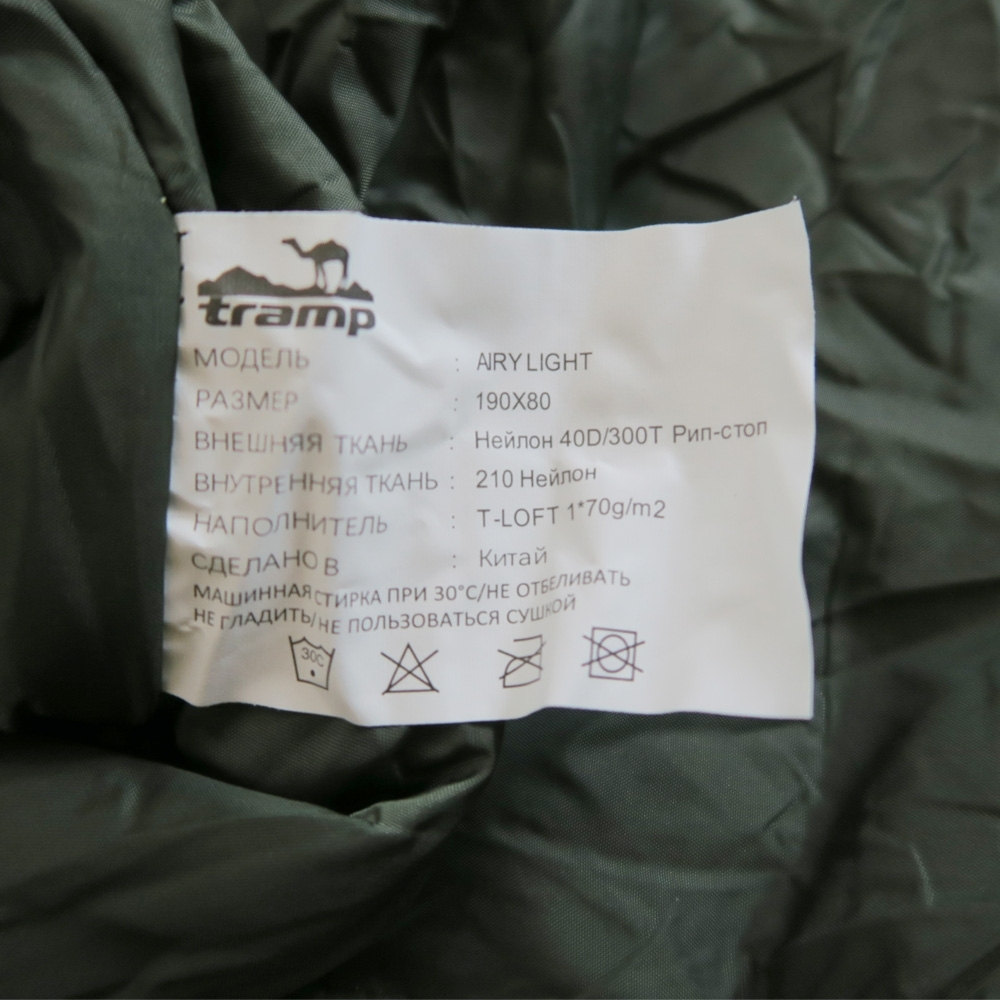 tramp
МОДЕЛЬ : AIRY LIGHT
РАЗМЕР : 190X80
ВНЕШНЯЯ ТКАНЬ : Нейлон 40D/300T Рип-стоп
ВНУТРЕННЯЯ ТКАНЬ : 210 Нейлон
НАПОЛНИТЕЛЬ : T-LOFT 1*70g/m2
СДЕЛАНО В : Китай
МАШИННАЯ СТИРКА ПРИ 30°C/НЕ ОТБЕЛИВАТЬ
НЕ ГЛАДИТЬ/НЕ ПОЛЬЗОВАТЬСЯ СУШКОЙ
30C